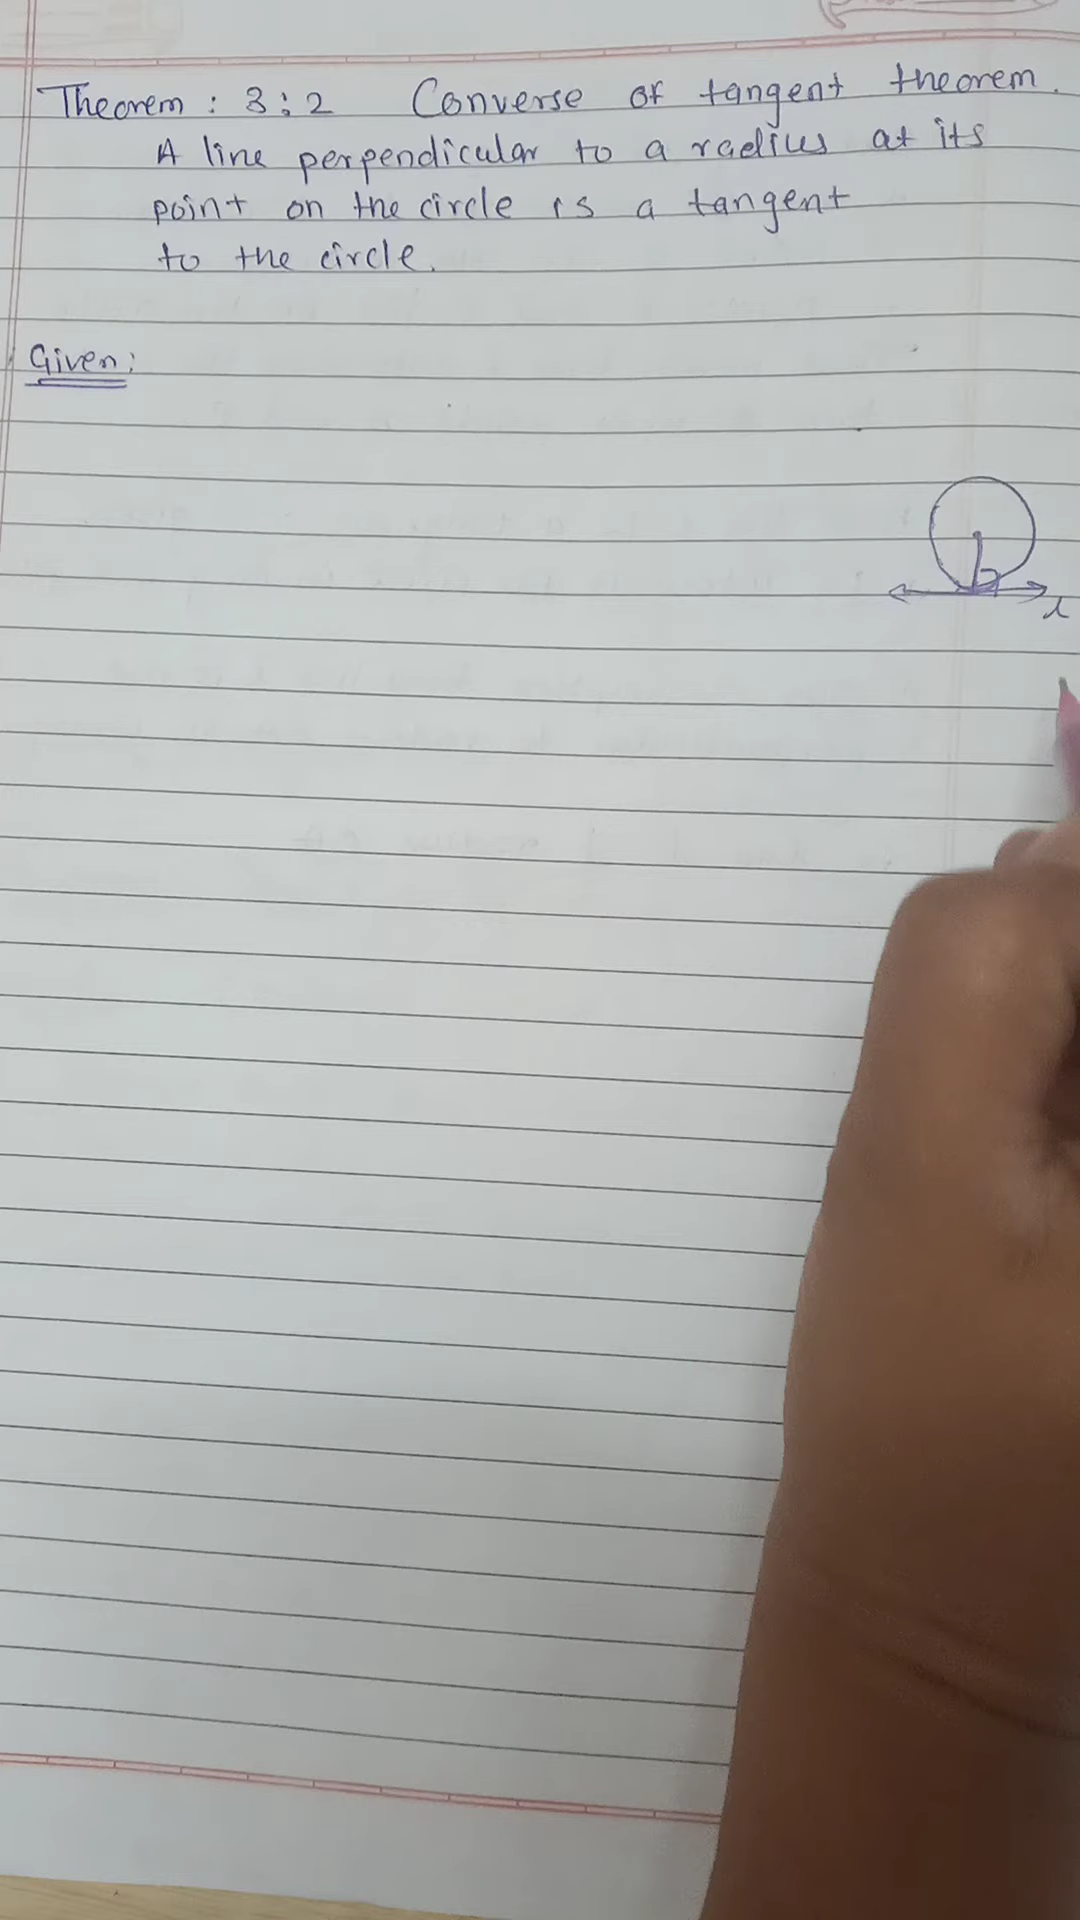 Theorem : 3:2 Converse of tangent theorem.
A line perpendicular to a radius at its
point on the circle is a tangent
to the circle.
Given:
l